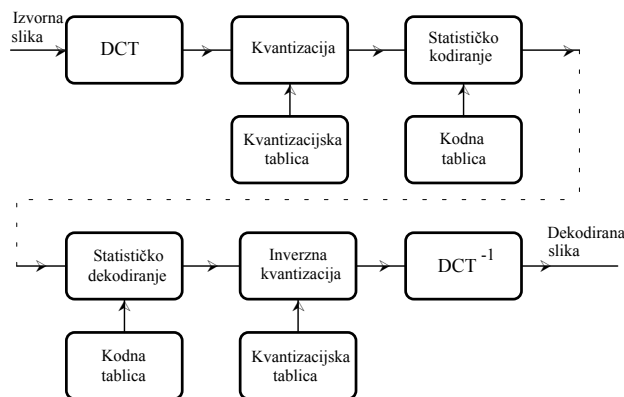 Izvorna
slika
DCT
Kvantizacija
Statističko
kodiranje
Kvantizacijska
tablica
Kodna
tablica
Statističko
dekodiranje
Inverzna
kvantizacija
DCT -1
Dekodirana
slika
Kodna
tablica
Kvantizacijska
tablica